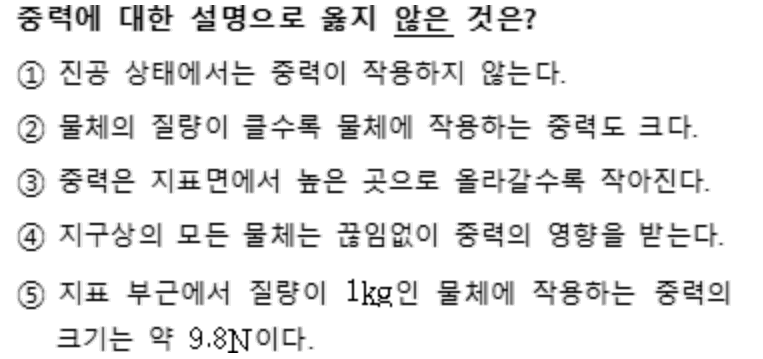 중력에 대한 설명으로 옳지 않은 것은?
① 진공 상태에서는 중력이 작용하지 않는다.
② 물체의 질량이 클수록 물체에 작용하는 중력도 크다.
③ 중력은 지표면에서 높은 곳으로 올라갈수록 작아진다.
④ 지구상의 모든 물체는 끊임없이 중력의 영향을 받는다.
⑤ 지표 부근에서 질량이 1kg인 물체에 작용하는 중력의
크기는 약 9.8N이다.